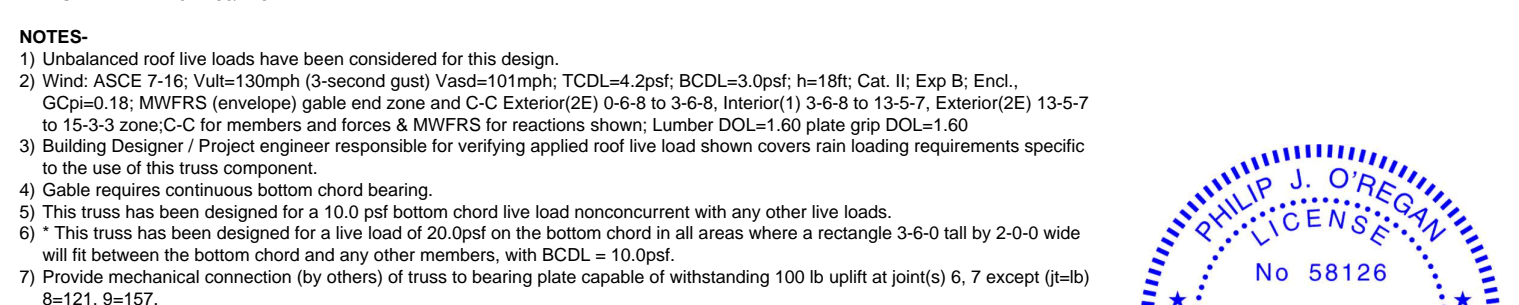 NOTES-
1) Unbalanced roof live loads have been considered for this design.
2) Wind: ASCE 7-16; Vult=130mph (3-second gust) Vasd=101mph; TCDL=4.2psf; BCDL=3.0psf; h=18ft; Cat. II; Exp B; Encl.,
GCpi=0.18; MWFRS (envelope) gable end zone and C-C Exterior(2E) 0-6-8 to 3-6-8, Interior(1) 3-6-8 to 13-5-7, Exterior(2E) 13-5-7
to 15-3-3 zone;C-C for members and forces & MWFRS for reactions shown; Lumber DOL=1.60 plate grip DOL=1.60
3) Building Designer / Project engineer responsible for verifying applied roof live load shown covers rain loading requirements specific
to the use of this truss component.
4) Gable requires continuous bottom chord bearing.
5) This truss has been designed for a 10.0 psf bottom chord live load nonconcurrent with any other live loads.
6) * This truss has been designed for a live load of 20.0psf on the bottom chord in all areas where a rectangle 3-6-0 tall by 2-0-0 wide
will fit between the bottom chord and any other members, with BCDL = 10.0psf.
7) Provide mechanical connection (by others) of truss to bearing plate capable of withstanding 100 lb uplift at joint(s) 6, 7 except (jt=lb)
8=121, 9=157.
PHILIP J. O'REGAN
LICENSE
No 58126